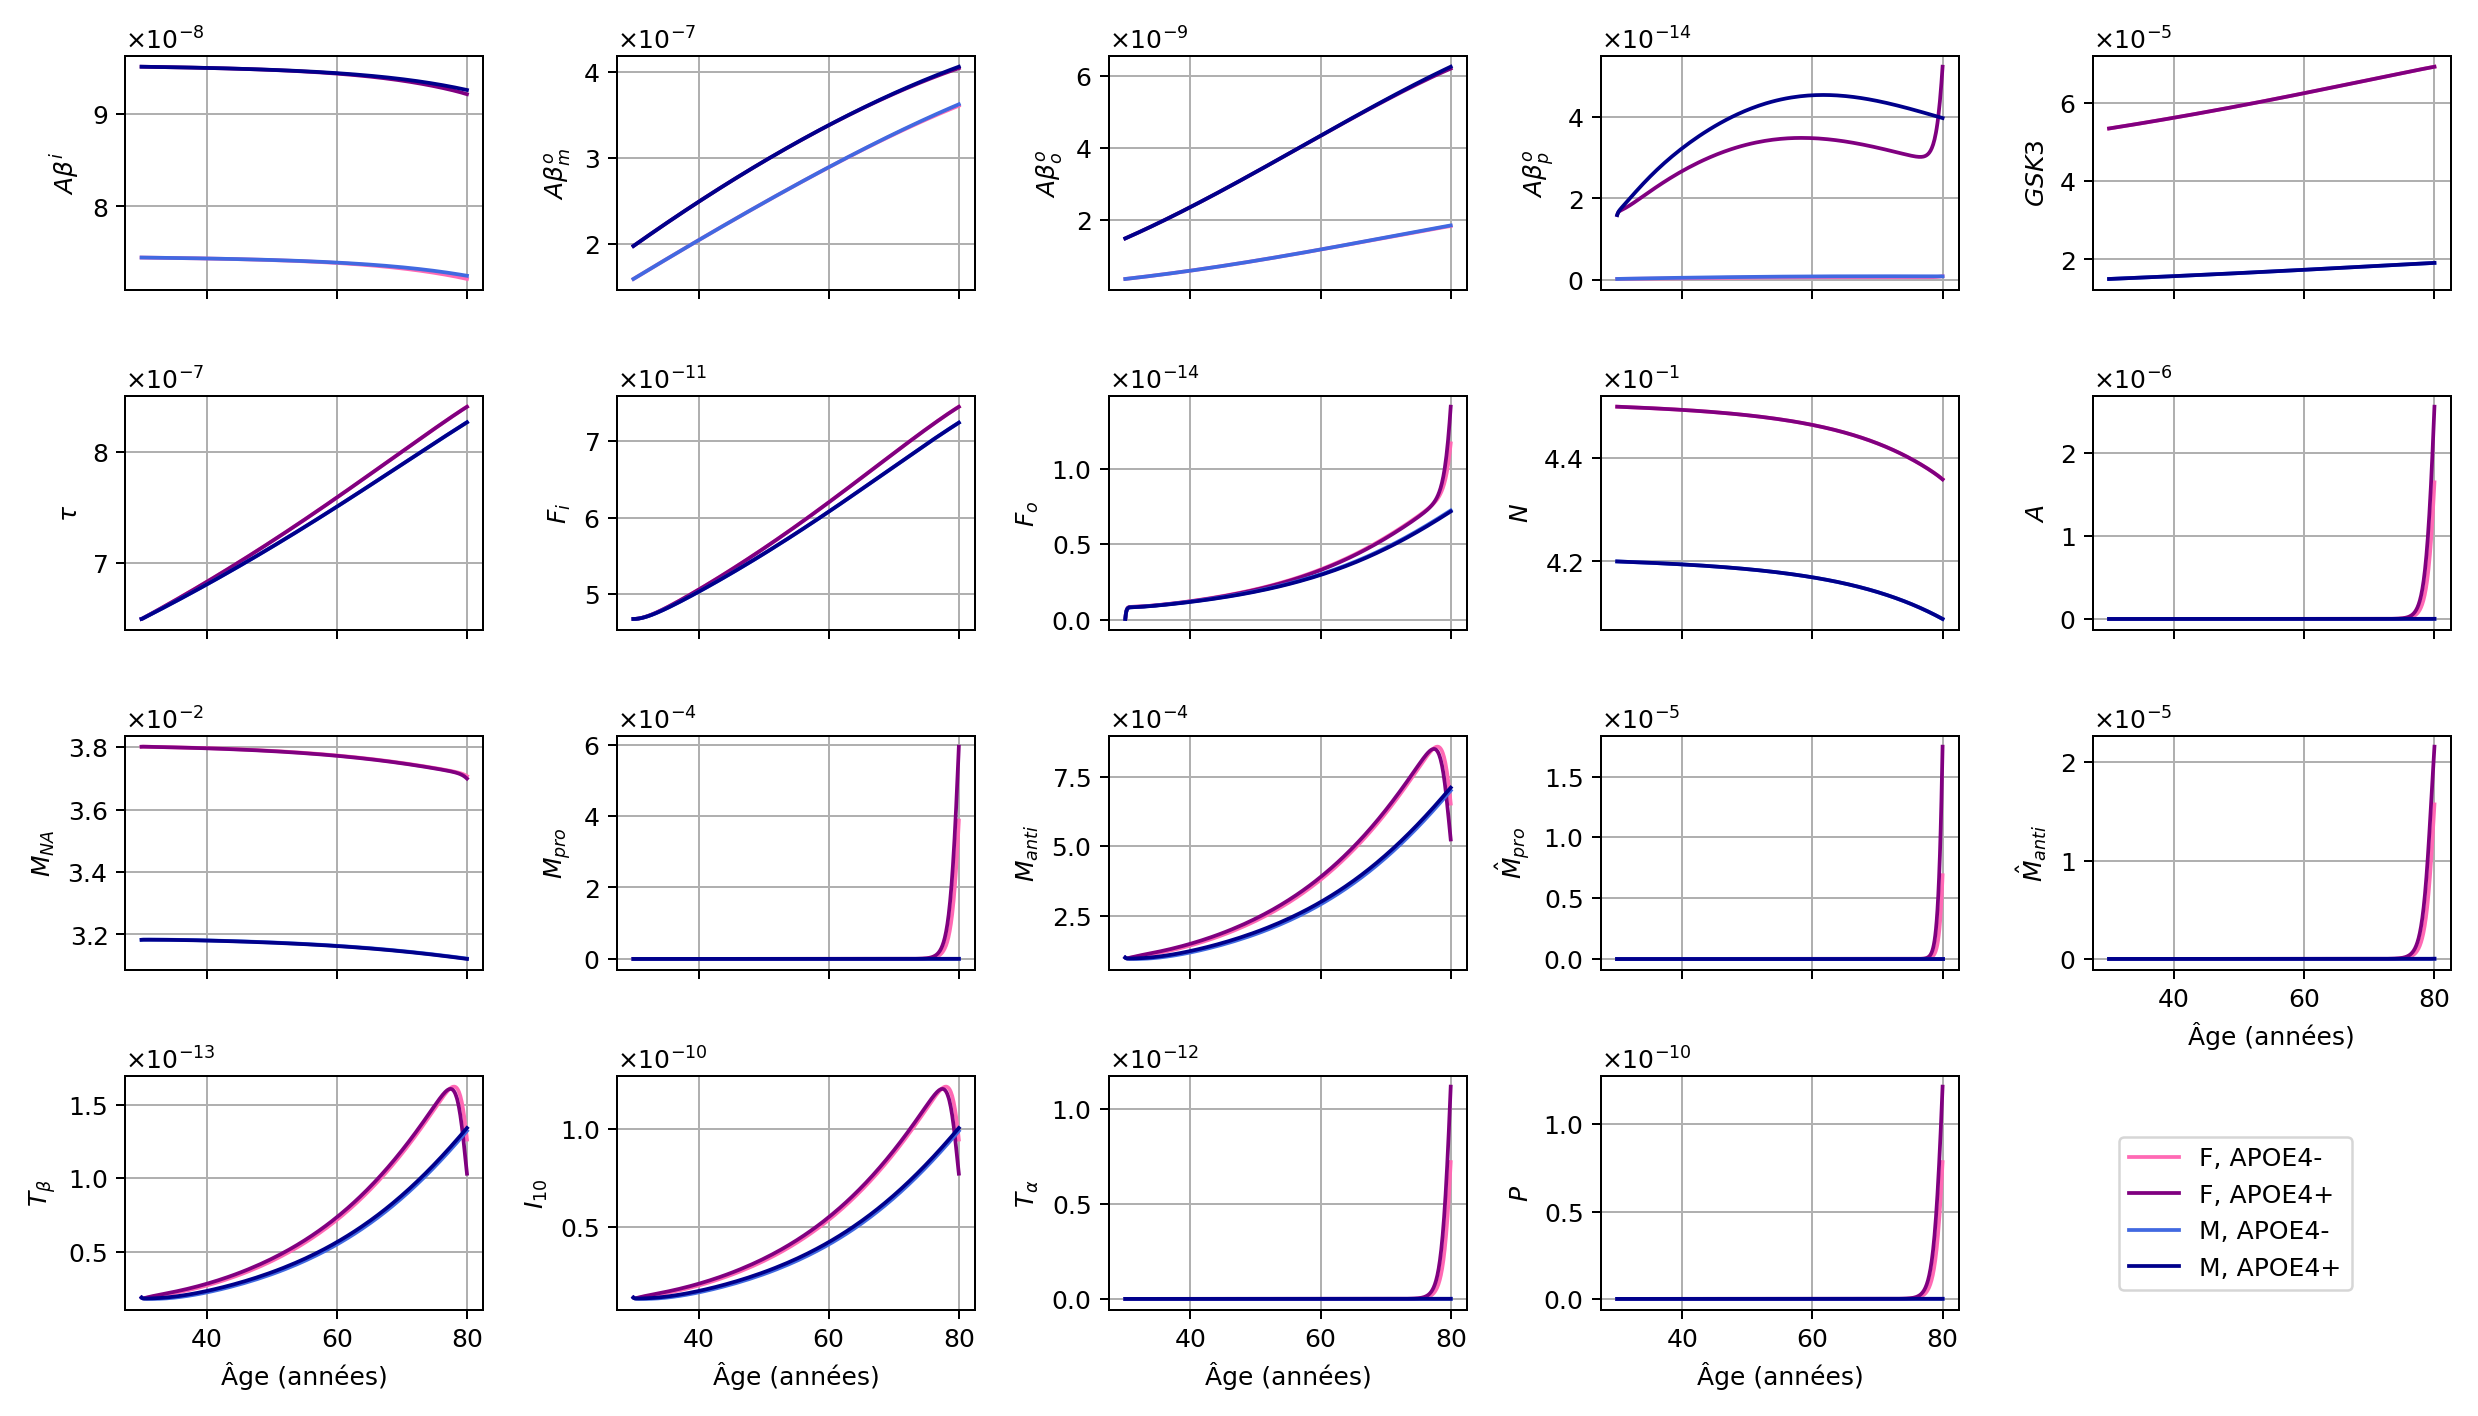 ×10⁻⁸ ×10⁻⁷ ×10⁻⁹ ×10⁻¹⁴ ×10⁻⁵
Aβⁱ 9 8
Aβₘᵒ 4 3 2
Aβₒᵒ 6 4 2
Aβₚᵒ 4 2 0
GSK3 6 4 2
×10⁻⁷ ×10⁻¹¹ ×10⁻¹⁴ ×10⁻¹ ×10⁻⁶
τ 8 7
Fᵢ 7 6 5
Fₒ 1.0 0.5 0.0
N 4.4 4.2
A 2 1 0
×10⁻² ×10⁻⁴ ×10⁻⁴ ×10⁻⁵ ×10⁻⁵
M_NA 3.8 3.6 3.4 3.2
M_pro 6 4 2 0
M_anti 7.5 5.0 2.5
M̂_pro 1.5 1.0 0.5 0.0
M̂_anti 2 1 0
40 60 80
Âge (années)
×10⁻¹³ ×10⁻¹⁰ ×10⁻¹² ×10⁻¹⁰
T_β 1.5 1.0 0.5
I₁₀ 1.0 0.5
T_α 1.0 0.5 0.0
P 1.0 0.5 0.0
F, APOE4-
F, APOE4+
M, APOE4-
M, APOE4+
40 60 80 40 60 80 40 60 80 40 60 80
Âge (années) Âge (années) Âge (années) Âge (années)